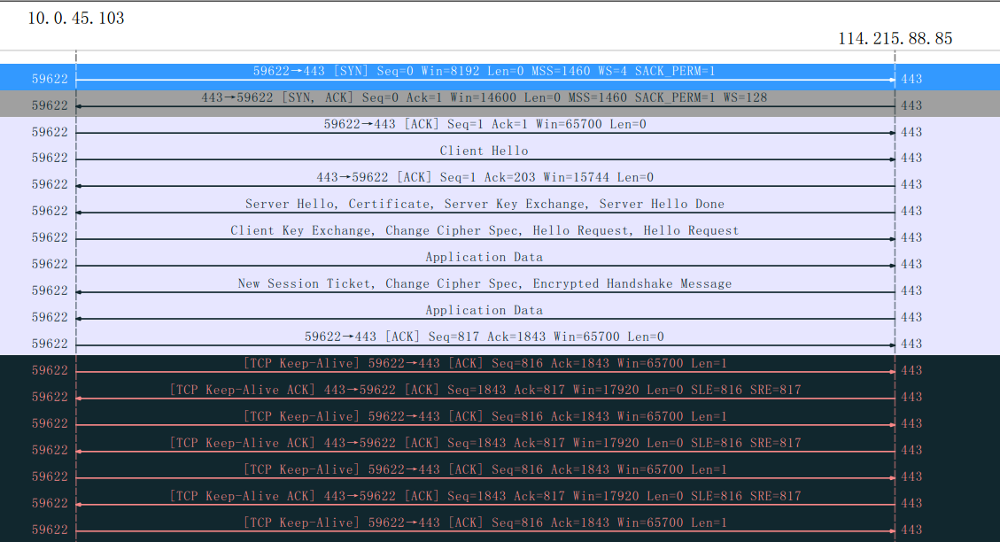 10.0.45.103
114.215.88.85
59622→443 [SYN] Seq=0 Win=8192 Len=0 MSS=1460 WS=4 SACK_PERM=1
59622 443
443→59622 [SYN, ACK] Seq=0 Ack=1 Win=14600 Len=0 MSS=1460 SACK_PERM=1 WS=128
59622 443
59622→443 [ACK] Seq=1 Ack=1 Win=65700 Len=0
59622 443
Client Hello
59622 443
443→59622 [ACK] Seq=1 Ack=203 Win=15744 Len=0
59622 443
Server Hello, Certificate, Server Key Exchange, Server Hello Done
59622 443
Client Key Exchange, Change Cipher Spec, Hello Request, Hello Request
59622 443
Application Data
59622 443
New Session Ticket, Change Cipher Spec, Encrypted Handshake Message
59622 443
Application Data
59622 443
59622→443 [ACK] Seq=817 Ack=1843 Win=65700 Len=0
59622 443
[TCP Keep-Alive] 59622→443 [ACK] Seq=816 Ack=1843 Win=65700 Len=1
59622 443
[TCP Keep-Alive ACK] 443→59622 [ACK] Seq=1843 Ack=817 Win=17920 Len=0 SLE=816 SRE=817
59622 443
[TCP Keep-Alive] 59622→443 [ACK] Seq=816 Ack=1843 Win=65700 Len=1
59622 443
[TCP Keep-Alive ACK] 443→59622 [ACK] Seq=1843 Ack=817 Win=17920 Len=0 SLE=816 SRE=817
59622 443
[TCP Keep-Alive] 59622→443 [ACK] Seq=816 Ack=1843 Win=65700 Len=1
59622 443
[TCP Keep-Alive ACK] 443→59622 [ACK] Seq=1843 Ack=817 Win=17920 Len=0 SLE=816 SRE=817
59622 443
[TCP Keep-Alive] 59622→443 [ACK] Seq=816 Ack=1843 Win=65700 Len=1
59622 443